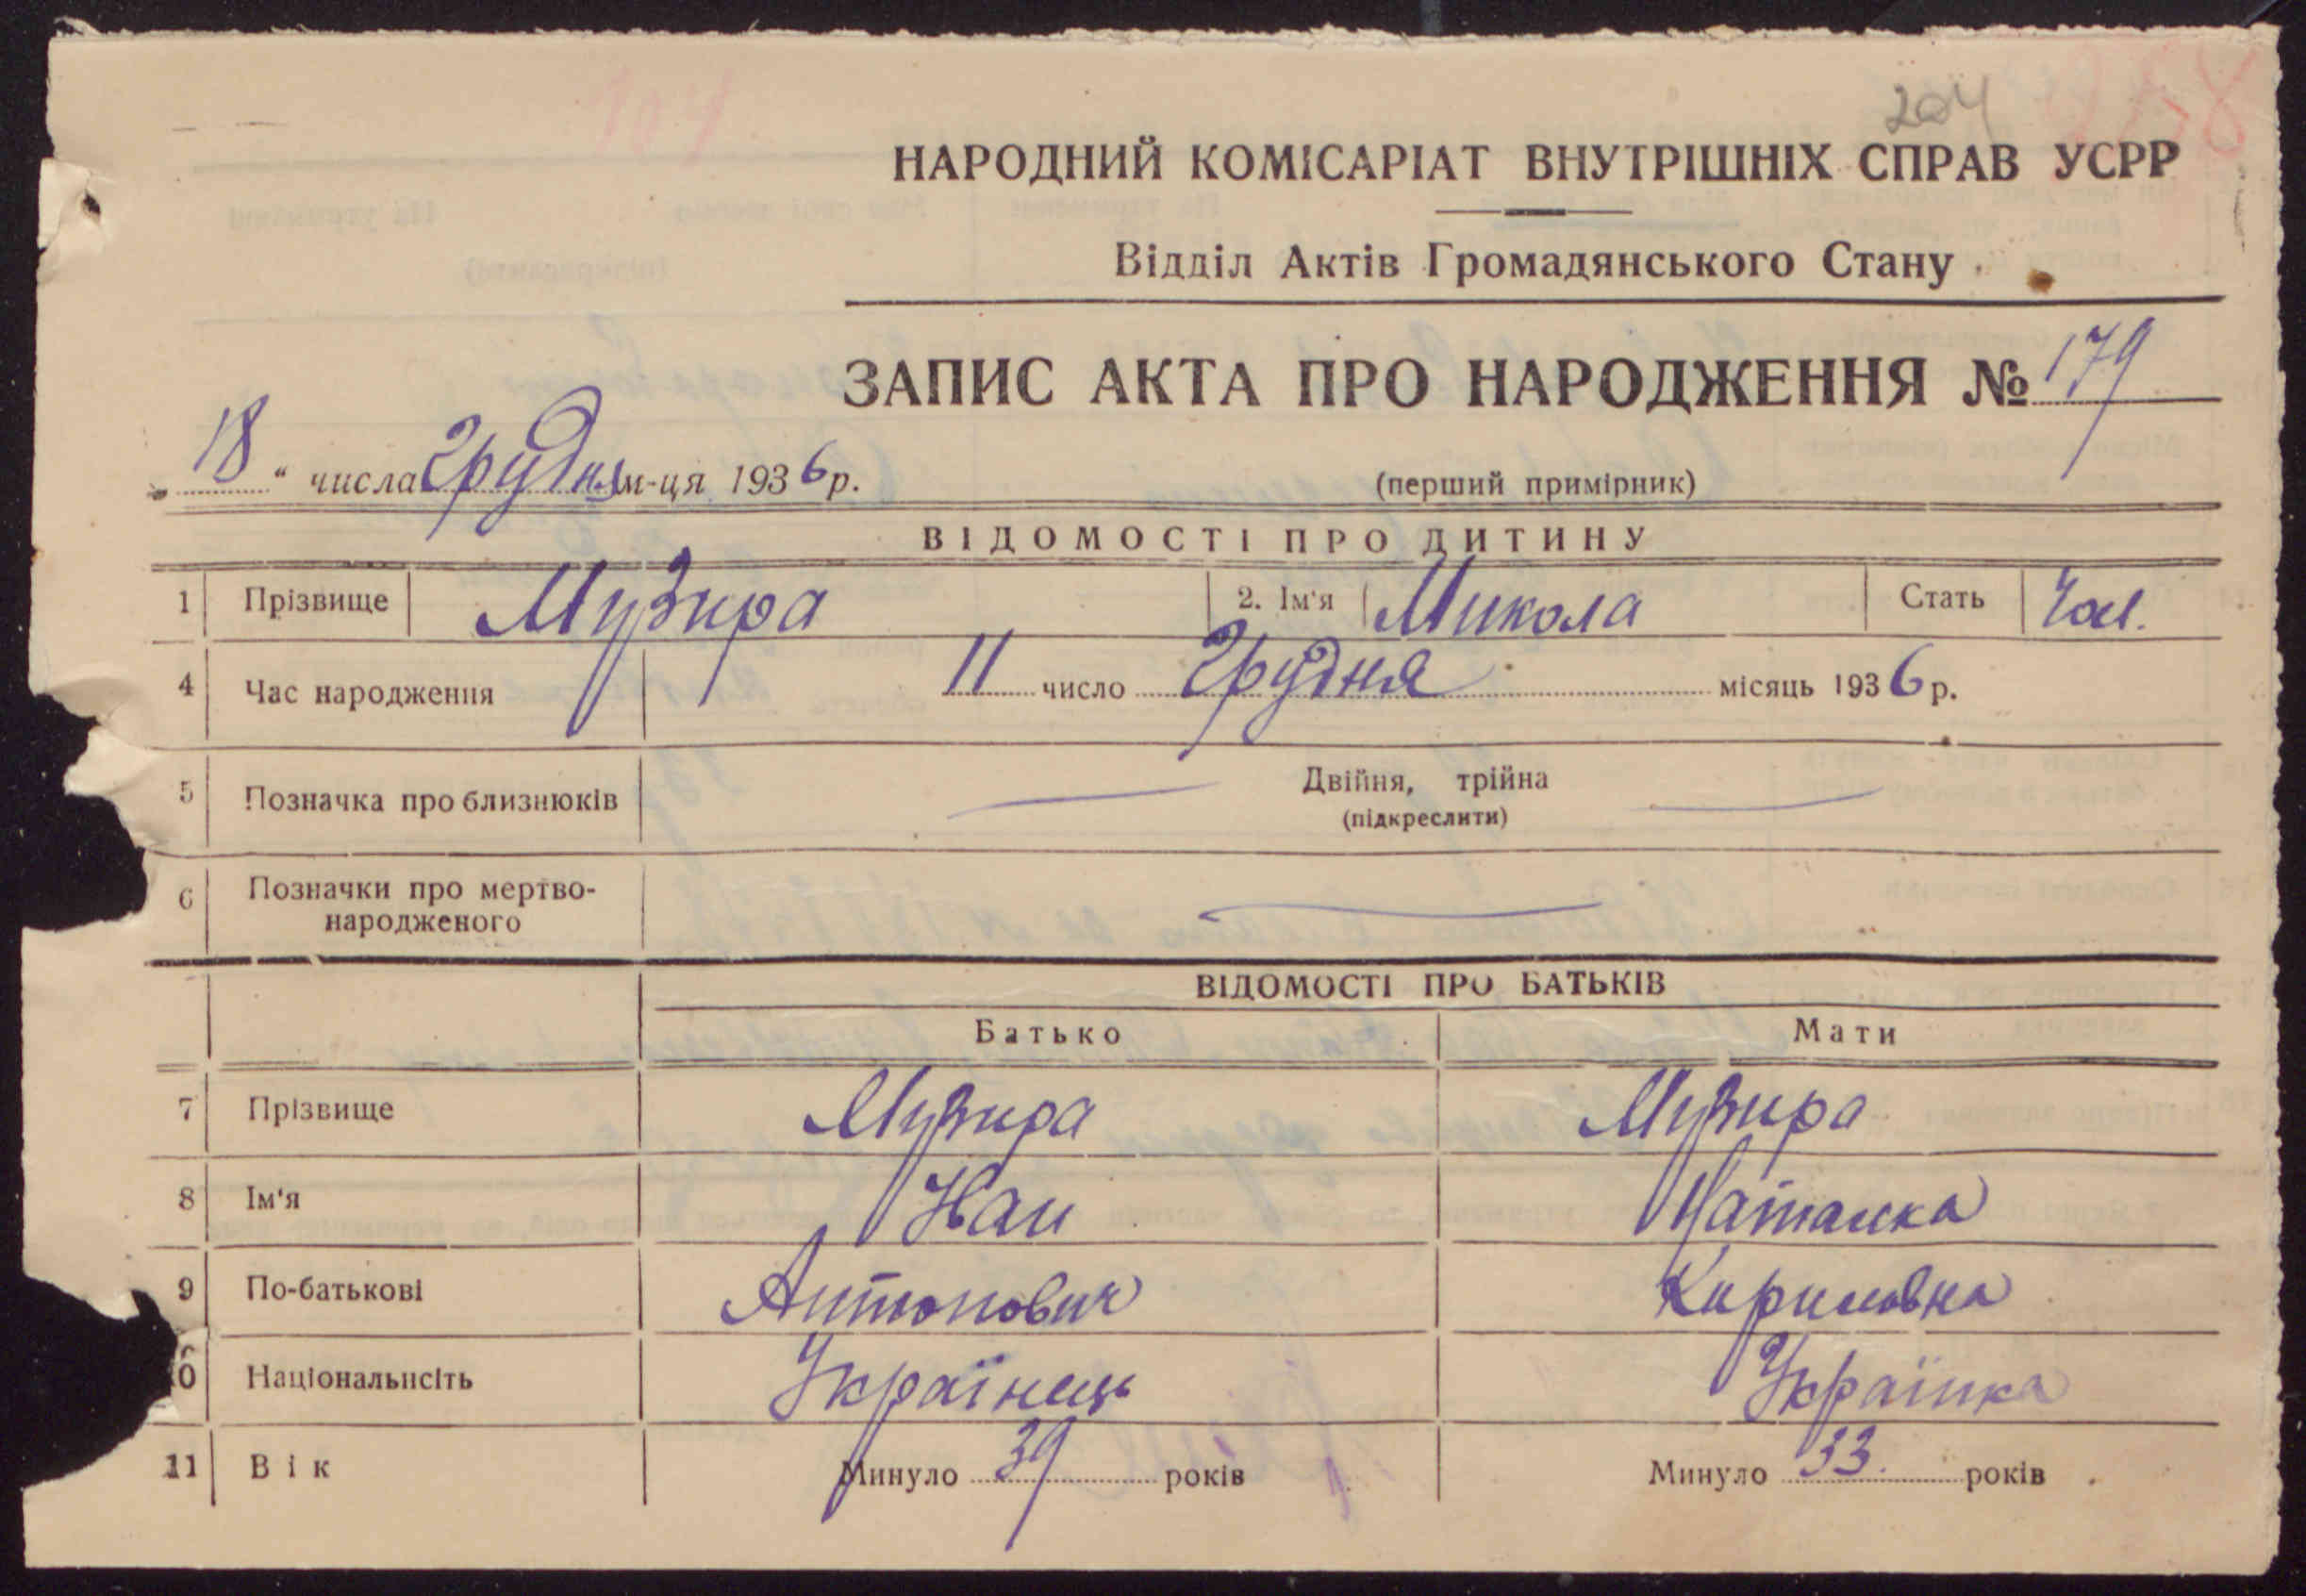 204
НАРОДНИЙ КОМІСАРІАТ ВНУТРІШНІХ СПРАВ УСРР
Відділ Актів Громадянського Стану
ЗАПИС АКТА ПРО НАРОДЖЕННЯ № 179
„18“ числа грудня м-ця 1936 р. (перший примірник)
ВІДОМОСТІ ПРО ДИТИНУ
1 Прізвище Музира 2. Ім'я Микола Стать Чол.
4 Час народження 11 число грудня місяць 1936 р.
5 Позначка про близнюків Двійня, трійна
(підкреслити)
6 Позначки про мертво-
народженого
ВІДОМОСТІ ПРО БАТЬКІВ
Батько Мати
7 Прізвище Музира Музира
8 Ім'я Наталка
9 По-батькові Антонович Кириловна
10 Національнсіть Українець Українка
11 Вік Минуло 39 років Минуло 33 років